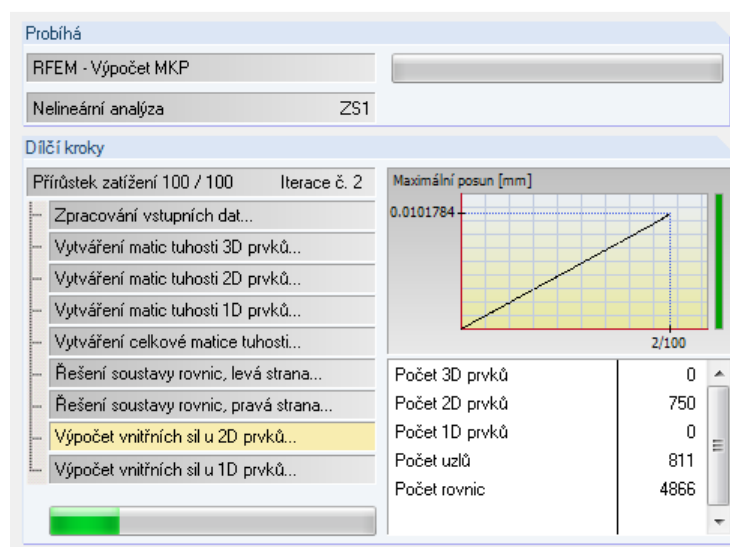 Probíhá
RFEM - Výpočet MKP
Nelineární analýza ZS1
Dílčí kroky
Přírůstek zatížení 100 / 100 Iterace č. 2
Zpracování vstupních dat...
Vytváření matic tuhosti 3D prvků...
Vytváření matic tuhosti 2D prvků...
Vytváření matic tuhosti 1D prvků...
Vytváření celkové matice tuhosti...
Řešení soustavy rovnic, levá strana...
Řešení soustavy rovnic, pravá strana...
Výpočet vnitřních sil u 2D prvků...
Výpočet vnitřních sil u 1D prvků...
Maximální posun [mm]
0.0101784
2/100
Počet 3D prvků 0
Počet 2D prvků 750
Počet 1D prvků 0
Počet uzlů 811
Počet rovnic 4866